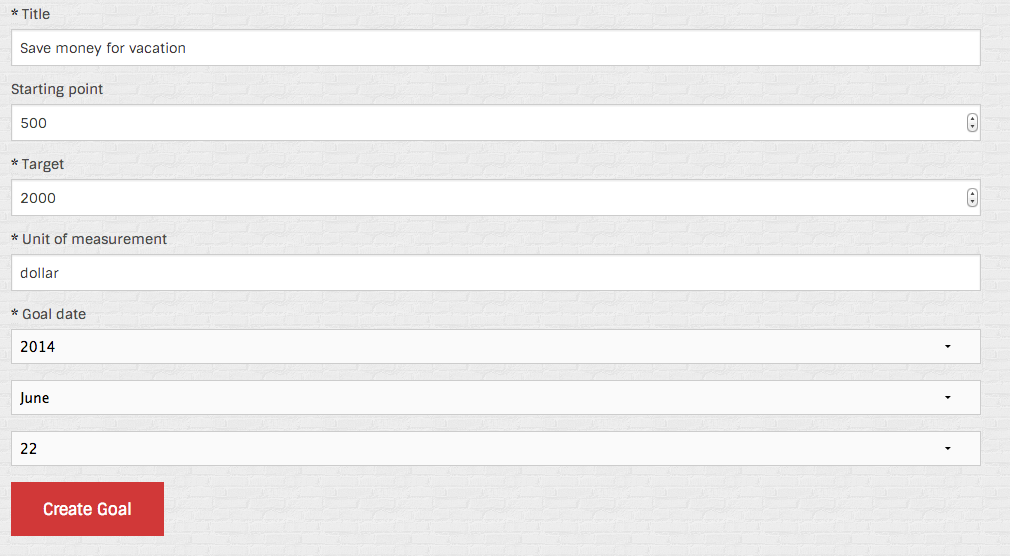 * Title
Save money for vacation
Starting point
500
* Target
2000
* Unit of measurement
dollar
* Goal date
2014
June
22
Create Goal